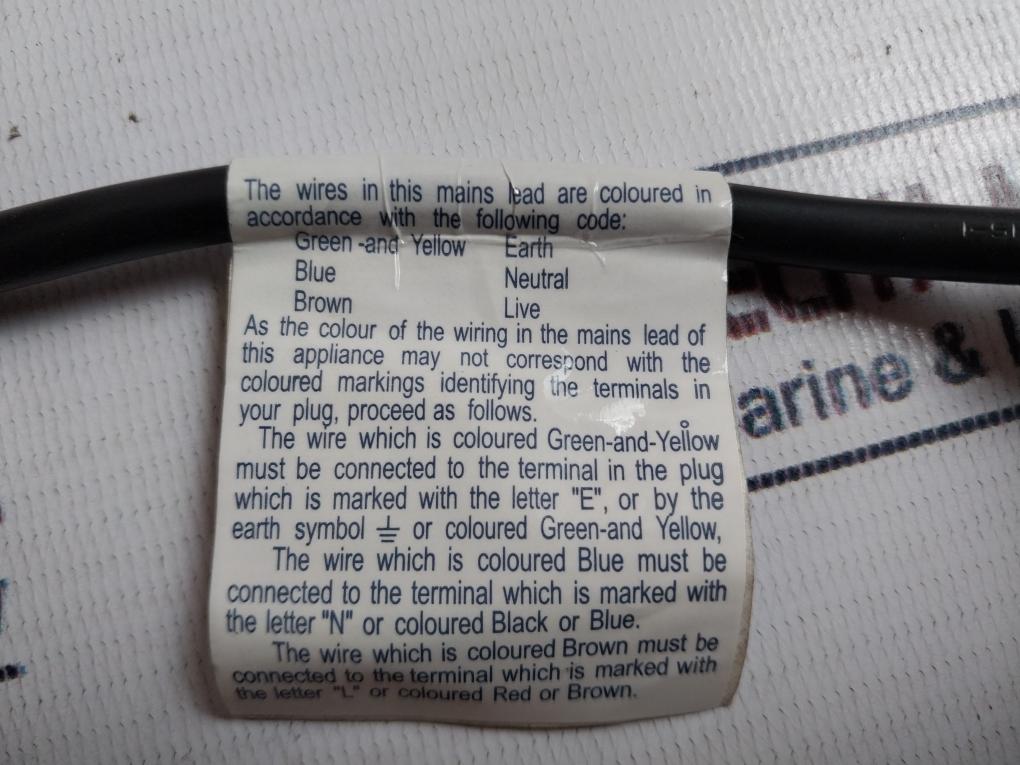 The wires in this mains lead are coloured in
accordance with the following code:
Green -and Yellow Earth
Blue Neutral
Brown Live
As the colour of the wiring in the mains lead of
this appliance may not correspond with the
coloured markings identifying the terminals in
your plug, proceed as follows.
The wire which is coloured Green-and-Yellow
must be connected to the terminal in the plug
which is marked with the letter "E", or by the
earth symbol ⏚ or coloured Green-and Yellow,
The wire which is coloured Blue must be
connected to the terminal which is marked with
the letter "N" or coloured Black or Blue.
The wire which is coloured Brown must be
connected to the terminal which is marked with
the letter "L" or coloured Red or Brown.
arine &